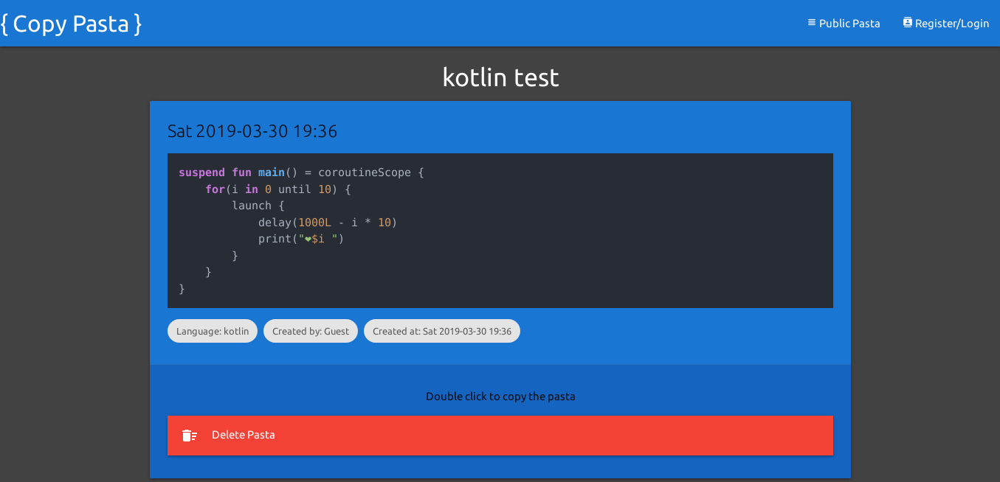 { Copy Pasta }
Public Pasta
Register/Login
kotlin test
Sat 2019-03-30 19:36
suspend fun main() = coroutineScope {
    for(i in 0 until 10) {
        launch {
            delay(1000L - i * 10)
            print("❤$i ")
        }
    }
}
Language: kotlin
Created by: Guest
Created at: Sat 2019-03-30 19:36
Double click to copy the pasta
Delete Pasta